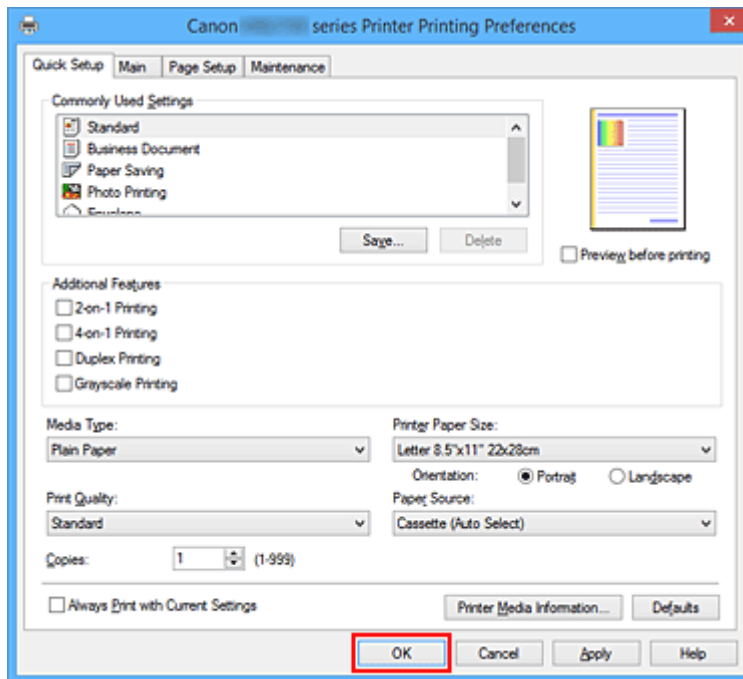 Canon series Printer Printing Preferences
Quick Setup Main Page Setup Maintenance
Commonly Used Settings
Standard
Business Document
Paper Saving
Photo Printing
Envelope
Save... Delete
Preview before printing
Additional Features
2-on-1 Printing
4-on-1 Printing
Duplex Printing
Grayscale Printing
Media Type:
Plain Paper
Printer Paper Size:
Letter 8.5"x11" 22x28cm
Orientation: Portrait Landscape
Print Quality:
Standard
Paper Source:
Cassette (Auto Select)
Copies: 1 (1-999)
Always Print with Current Settings
Printer Media Information... Defaults
OK Cancel Apply Help